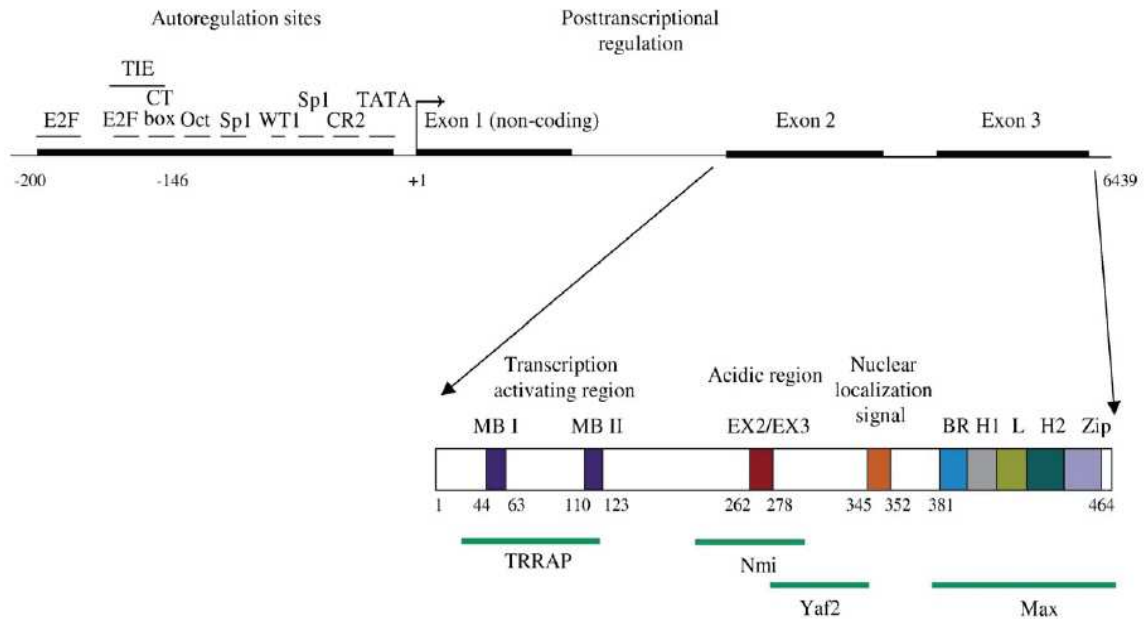 Autoregulation sites
Posttranscriptional
regulation
TIE
CT
box
Sp1
TATA
E2F
E2F
Oct
Sp1
WT1
CR2
Exon 1 (non-coding)
Exon 2
Exon 3
-200
-146
+1
6439
Transcription
activating region
Acidic region
Nuclear
localization
signal
MB I
MB II
EX2/EX3
BR H1 L H2 Zip
1 44 63 110 123 262 278 345 352 381 464
TRRAP
Nmi
Yaf2
Max